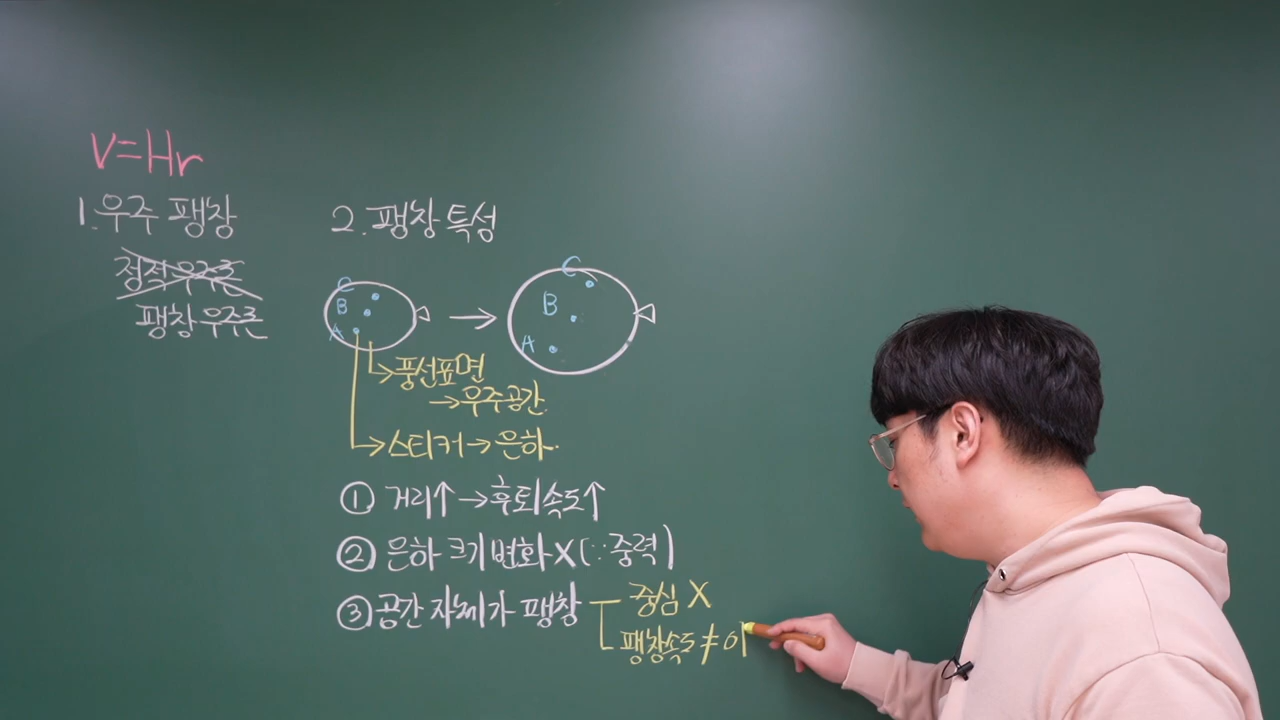 V=Hr
1. 우주 팽창
정적 우주론
팽창 우주론
2. 팽창 특성
C
B
A
C
B
A
→풍선표면
→우주공간
→스티커→은하
① 거리↑→후퇴속도↑
② 은하 크기 변화 X (∵중력)
③ 공간 자체가 팽창
중심 X
팽창속도≠이